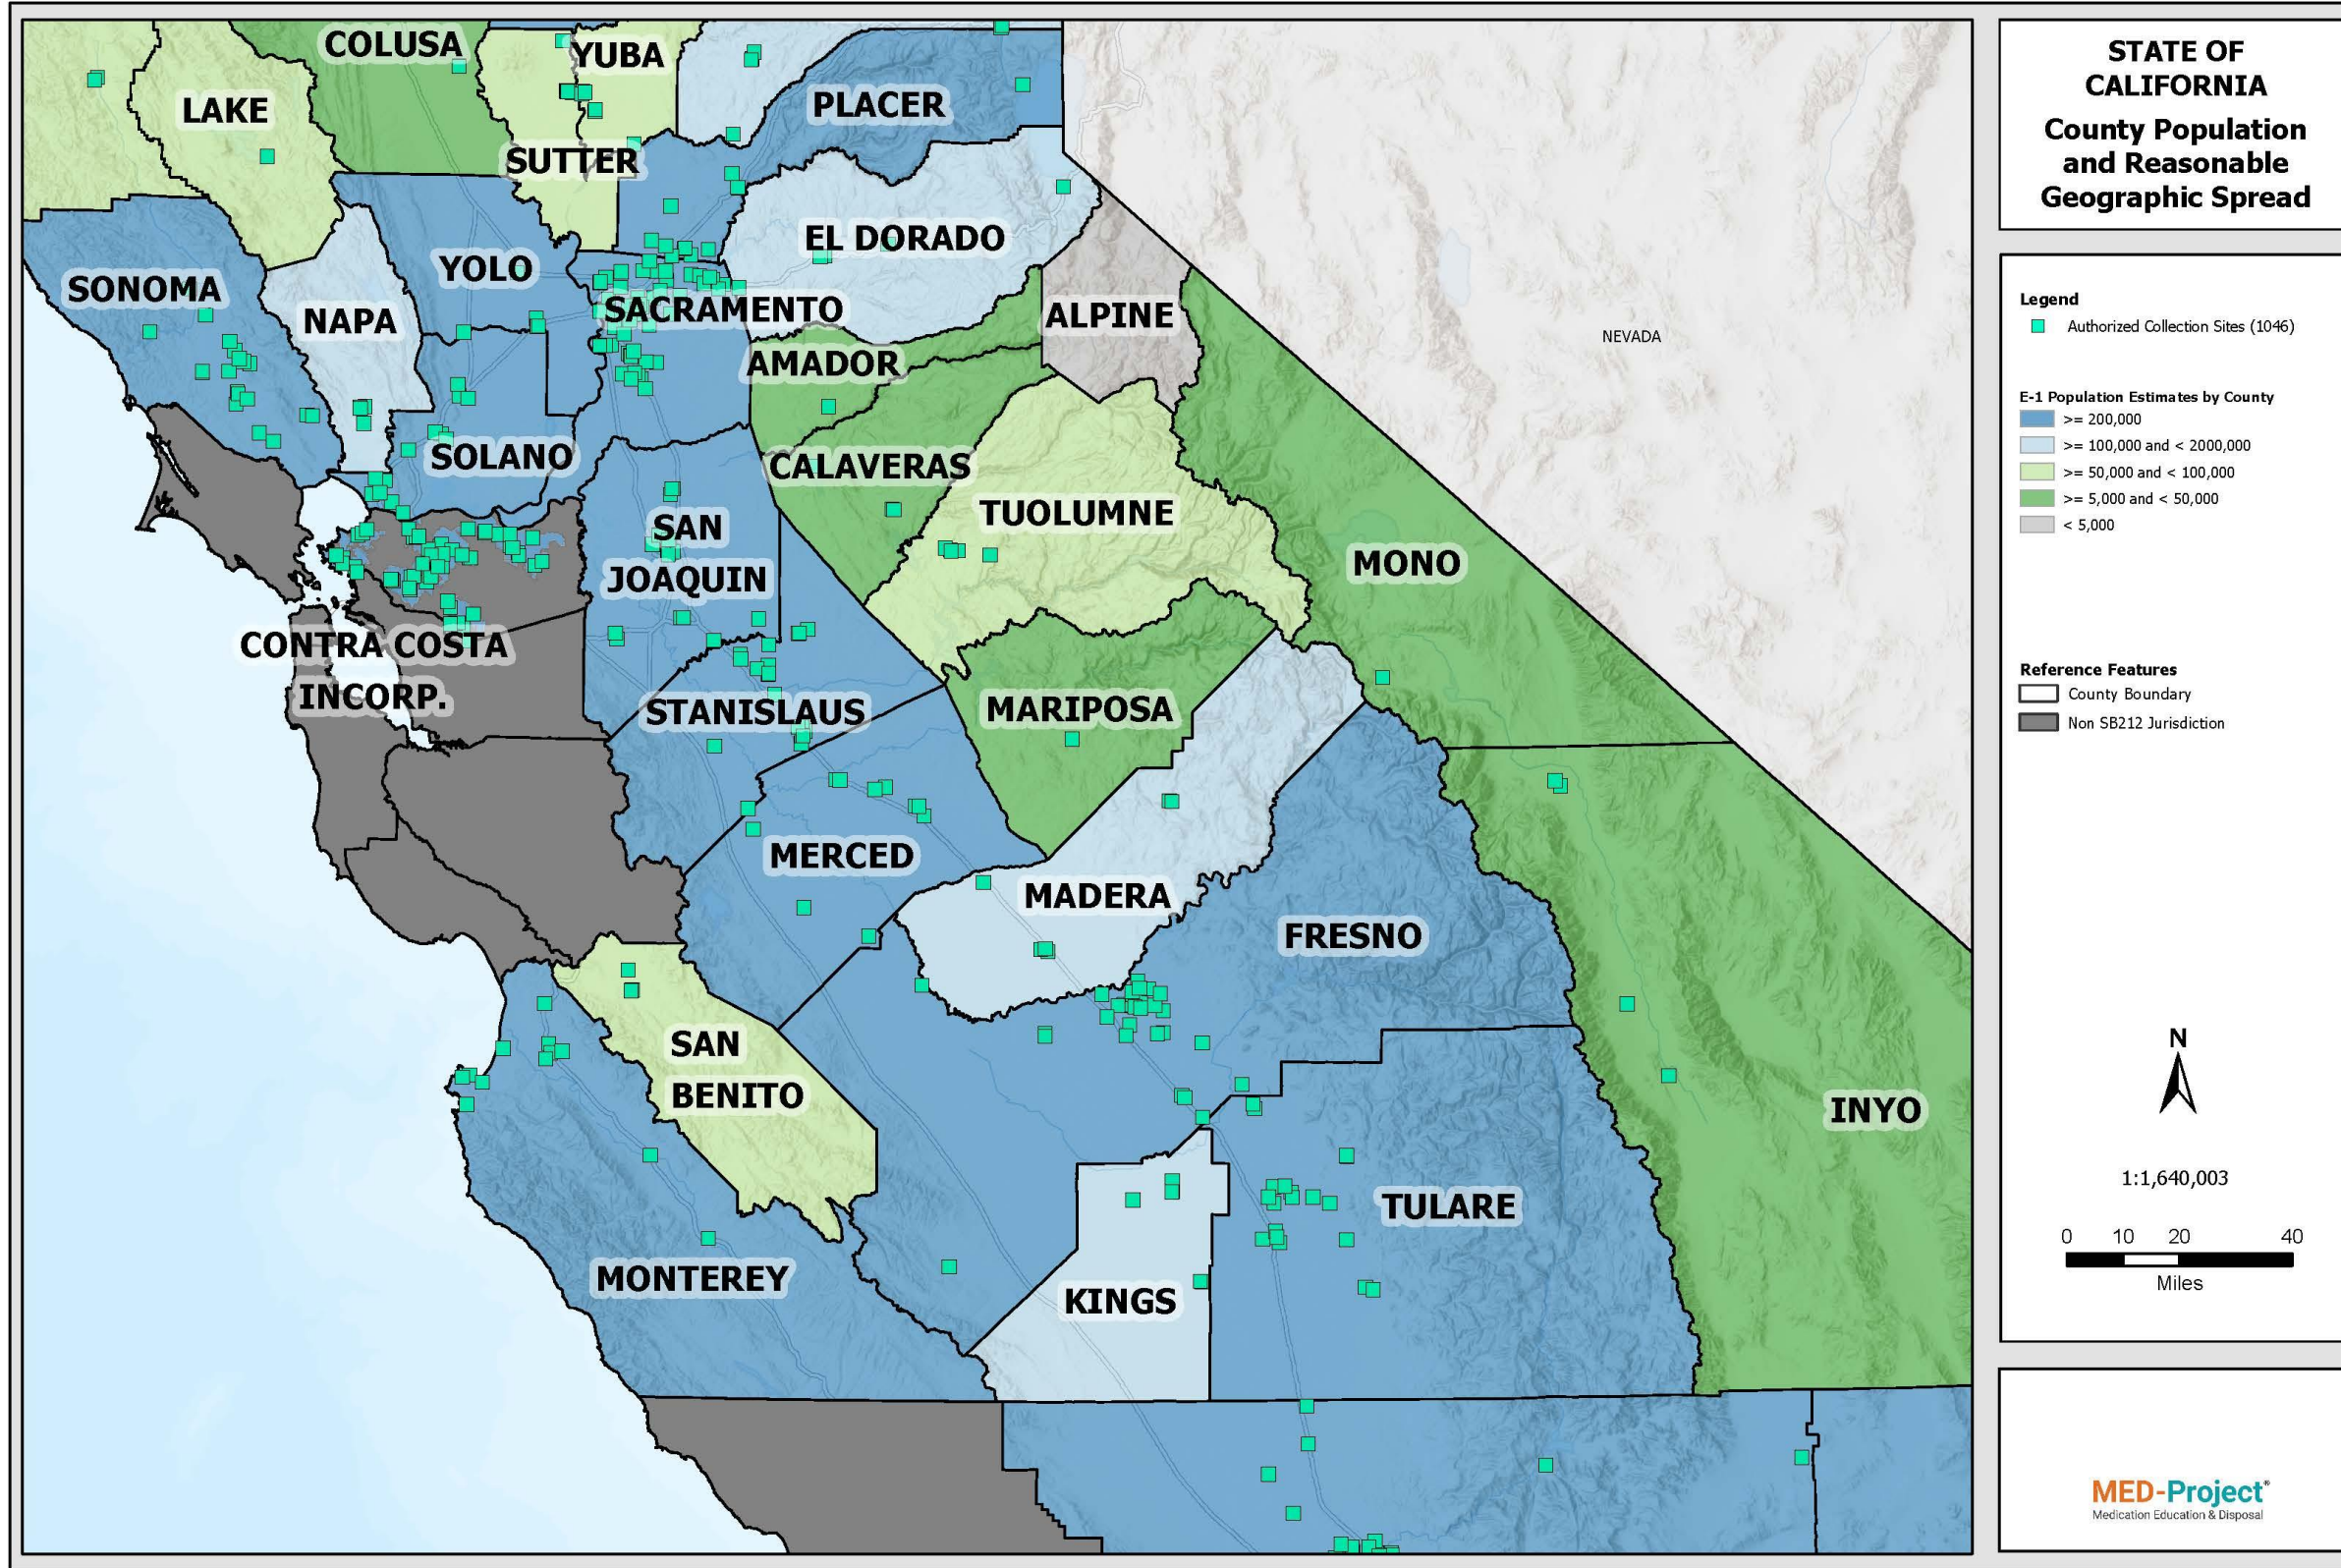 COLUSA
YUBA
PLACER
LAKE
SUTTER
EL DORADO
YOLO
SONOMA
NAPA
SACRAMENTO
ALPINE
AMADOR
SOLANO
CALAVERAS
TUOLUMNE
SAN
JOAQUIN
MONO
CONTRA COSTA
INCORP.
STANISLAUS
MARIPOSA
MERCED
MADERA
FRESNO
SAN
BENITO
INYO
TULARE
MONTEREY
KINGS
NEVADA
STATE OF
CALIFORNIA
County Population
and Reasonable
Geographic Spread
Legend
Authorized Collection Sites (1046)
E-1 Population Estimates by County
>= 200,000
>= 100,000 and < 2000,000
>= 50,000 and < 100,000
>= 5,000 and < 50,000
< 5,000
Reference Features
County Boundary
Non SB212 Jurisdiction
N
1:1,640,003
0 10 20 40
Miles
MED-Project®
Medication Education & Disposal